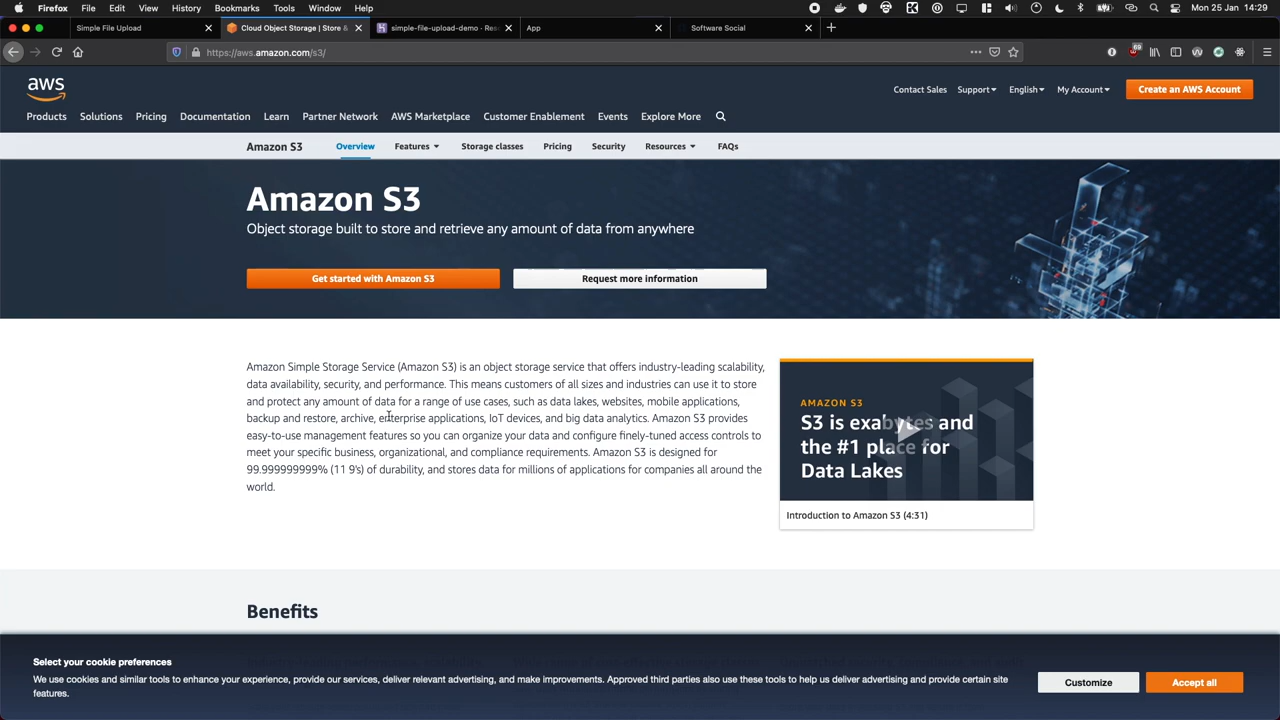 Firefox File Edit View History Bookmarks Tools Window Help Mon 25 Jan 14:29
Simple File Upload Cloud Object Storage | Store & simple-file-upload-demo · Res App Software Social
https://aws.amazon.com/s3/ 69
aws Contact Sales Support English My Account Create an AWS Account
Products Solutions Pricing Documentation Learn Partner Network AWS Marketplace Customer Enablement Events Explore More
Amazon S3 Overview Features Storage classes Pricing Security Resources FAQs
Amazon S3
Object storage built to store and retrieve any amount of data from anywhere
Get started with Amazon S3 Request more information
Amazon Simple Storage Service (Amazon S3) is an object storage service that offers industry-leading scalability,
data availability, security, and performance. This means customers of all sizes and industries can use it to store
and protect any amount of data for a range of use cases, such as data lakes, websites, mobile applications,
backup and restore, archive, enterprise applications, IoT devices, and big data analytics. Amazon S3 provides
easy-to-use management features so you can organize your data and configure finely-tuned access controls to
meet your specific business, organizational, and compliance requirements. Amazon S3 is designed for
99.999999999% (11 9's) of durability, and stores data for millions of applications for companies all around the
world.
AMAZON S3
S3 is exabytes and
the #1 place for
Data Lakes
Introduction to Amazon S3 (4:31)
Benefits
Select your cookie preferences
We use cookies and similar tools to enhance your experience, provide our services, deliver relevant advertising, and make improvements. Approved third parties also use these tools to help us deliver advertising and provide certain site
features.
Customize Accept all